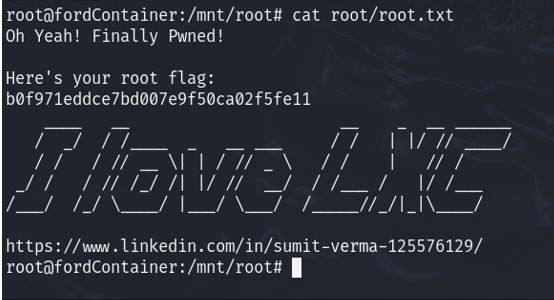 root@fordContainer:/mnt/root# cat root/root.txt
Oh Yeah! Finally Pwned!
Here's your root flag:
b0f971eddce7bd007e9f50ca02f5fe11
I love LXC
https://www.linkedin.com/in/sumit-verma-125576129/
root@fordContainer:/mnt/root#